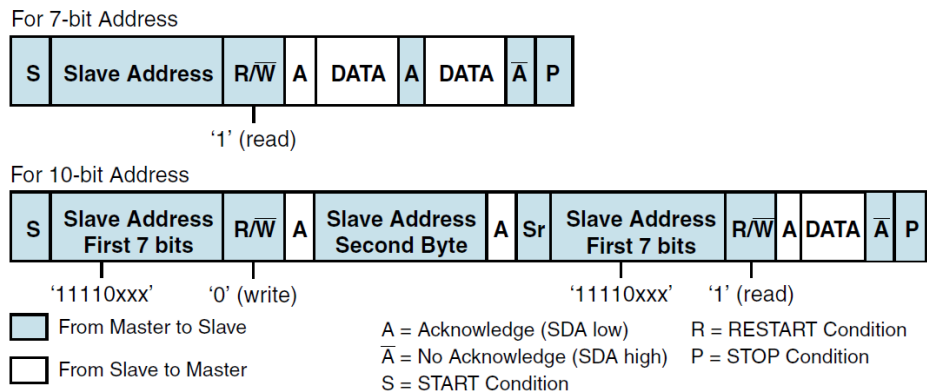 For 7-bit Address
S Slave Address R/W̅ A DATA A DATA A̅ P
‘1’ (read)
For 10-bit Address
S Slave Address First 7 bits R/W̅ A Slave Address Second Byte A Sr Slave Address First 7 bits R/W̅ A DATA A̅ P
‘11110xxx’ ‘0’ (write) ‘11110xxx’ ‘1’ (read)
From Master to Slave
From Slave to Master
A = Acknowledge (SDA low)
A̅ = No Acknowledge (SDA high)
S = START Condition
R = RESTART Condition
P = STOP Condition